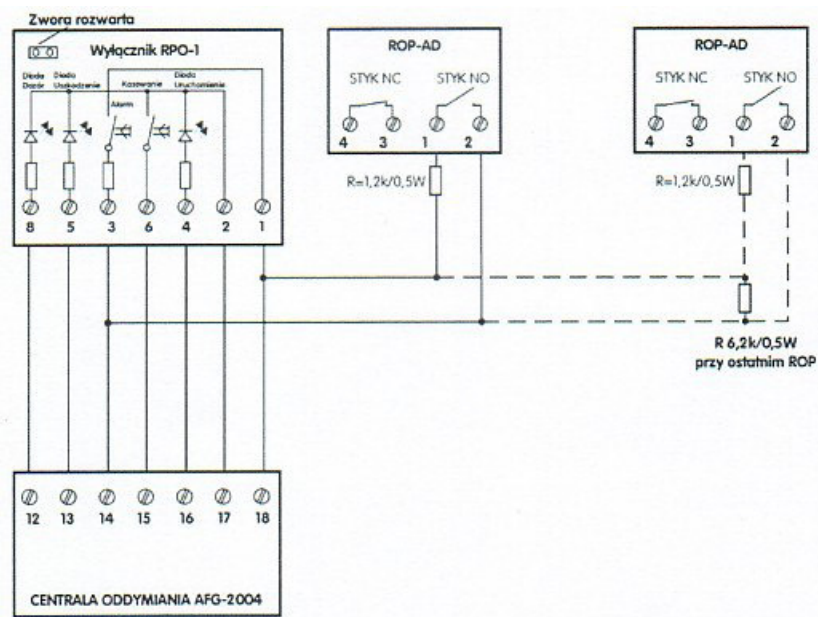 Zwora rozwarta
Wyłącznik RPO-1
Dioda Dozór
Dioda Uszkodzenie
Kasowanie
Dioda Uruchomienie
Alarm
8 5 3 6 4 2 1
ROP-AD
STYK NC STYK NO
4 3 1 2
R=1,2k/0,5W
ROP-AD
STYK NC STYK NO
4 3 1 2
R=1,2k/0,5W
R 6,2k/0,5W
przy ostatnim ROP
12 13 14 15 16 17 18
CENTRALA ODDYMIANIA AFG-2004